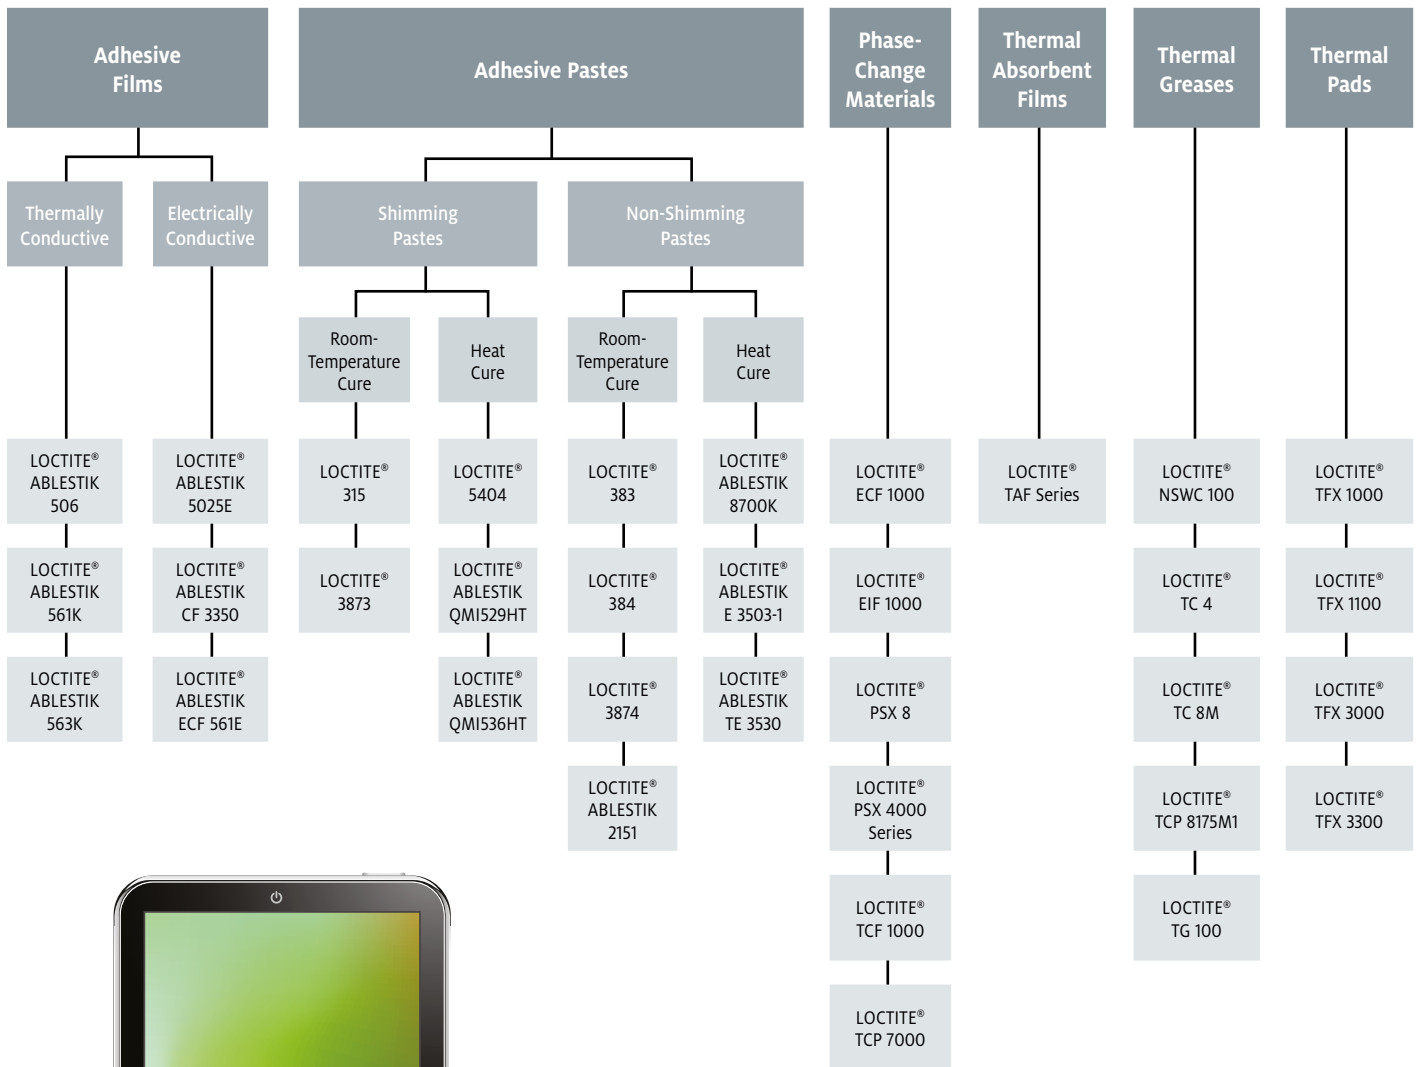 Adhesive
Films
Adhesive Pastes
Phase-
Change
Materials
Thermal
Absorbent
Films
Thermal
Greases
Thermal
Pads
Thermally
Conductive
Electrically
Conductive
Shimming
Pastes
Non-Shimming
Pastes
Room-
Temperature
Cure
Heat
Cure
Room-
Temperature
Cure
Heat
Cure
LOCTITE®
ABLESTIK
506
LOCTITE®
ABLESTIK
5025E
LOCTITE®
315
LOCTITE®
5404
LOCTITE®
383
LOCTITE®
ABLESTIK
8700K
LOCTITE®
ECF 1000
LOCTITE®
TAF Series
LOCTITE®
NSWC 100
LOCTITE®
TFX 1000
LOCTITE®
ABLESTIK
561K
LOCTITE®
ABLESTIK
CF 3350
LOCTITE®
3873
LOCTITE®
ABLESTIK
QMI529HT
LOCTITE®
384
LOCTITE®
ABLESTIK
E 3503-1
LOCTITE®
EIF 1000
LOCTITE®
TC 4
LOCTITE®
TFX 1100
LOCTITE®
ABLESTIK
563K
LOCTITE®
ABLESTIK
ECF 561E
LOCTITE®
ABLESTIK
QMI536HT
LOCTITE®
3874
LOCTITE®
ABLESTIK
TE 3530
LOCTITE®
PSX 8
LOCTITE®
TC 8M
LOCTITE®
TFX 3000
LOCTITE®
ABLESTIK
2151
LOCTITE®
PSX 4000
Series
LOCTITE®
TCP 8175M1
LOCTITE®
TFX 3300
LOCTITE®
TCF 1000
LOCTITE®
TG 100
LOCTITE®
TCP 7000